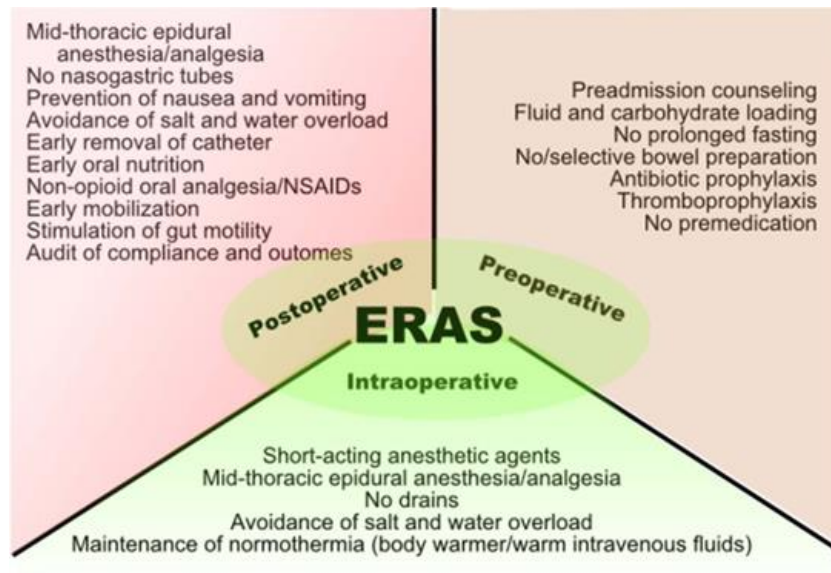 Mid-thoracic epidural
anesthesia/analgesia
No nasogastric tubes
Prevention of nausea and vomiting
Avoidance of salt and water overload
Early removal of catheter
Early oral nutrition
Non-opioid oral analgesia/NSAIDs
Early mobilization
Stimulation of gut motility
Audit of compliance and outcomes
Preadmission counseling
Fluid and carbohydrate loading
No prolonged fasting
No/selective bowel preparation
Antibiotic prophylaxis
Thromboprophylaxis
No premedication
Postoperative
Preoperative
ERAS
Intraoperative
Short-acting anesthetic agents
Mid-thoracic epidural anesthesia/analgesia
No drains
Avoidance of salt and water overload
Maintenance of normothermia (body warmer/warm intravenous fluids)